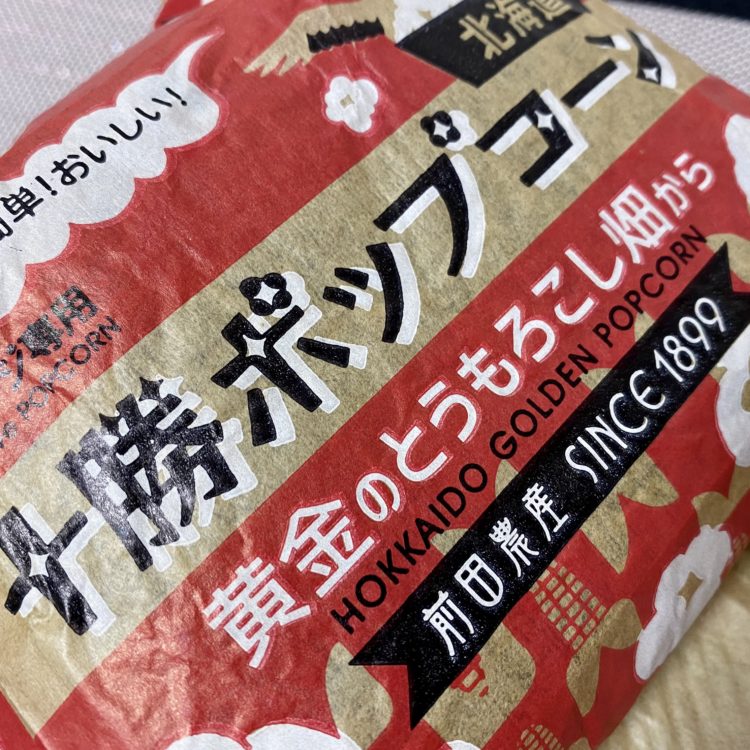 北海道
単!おいしい!
十勝ポップコーン
黄金のとうもろこし畑から
HOKKAIDO GOLDEN POPCORN
前田農産 SINCE 1899
ジ専用
POPCORN